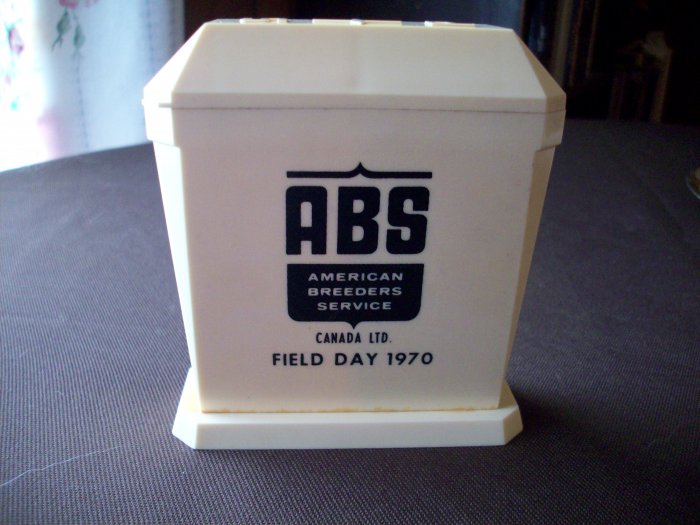 ABS
AMERICAN
BREEDERS
SERVICE
CANADA LTD.
FIELD DAY 1970